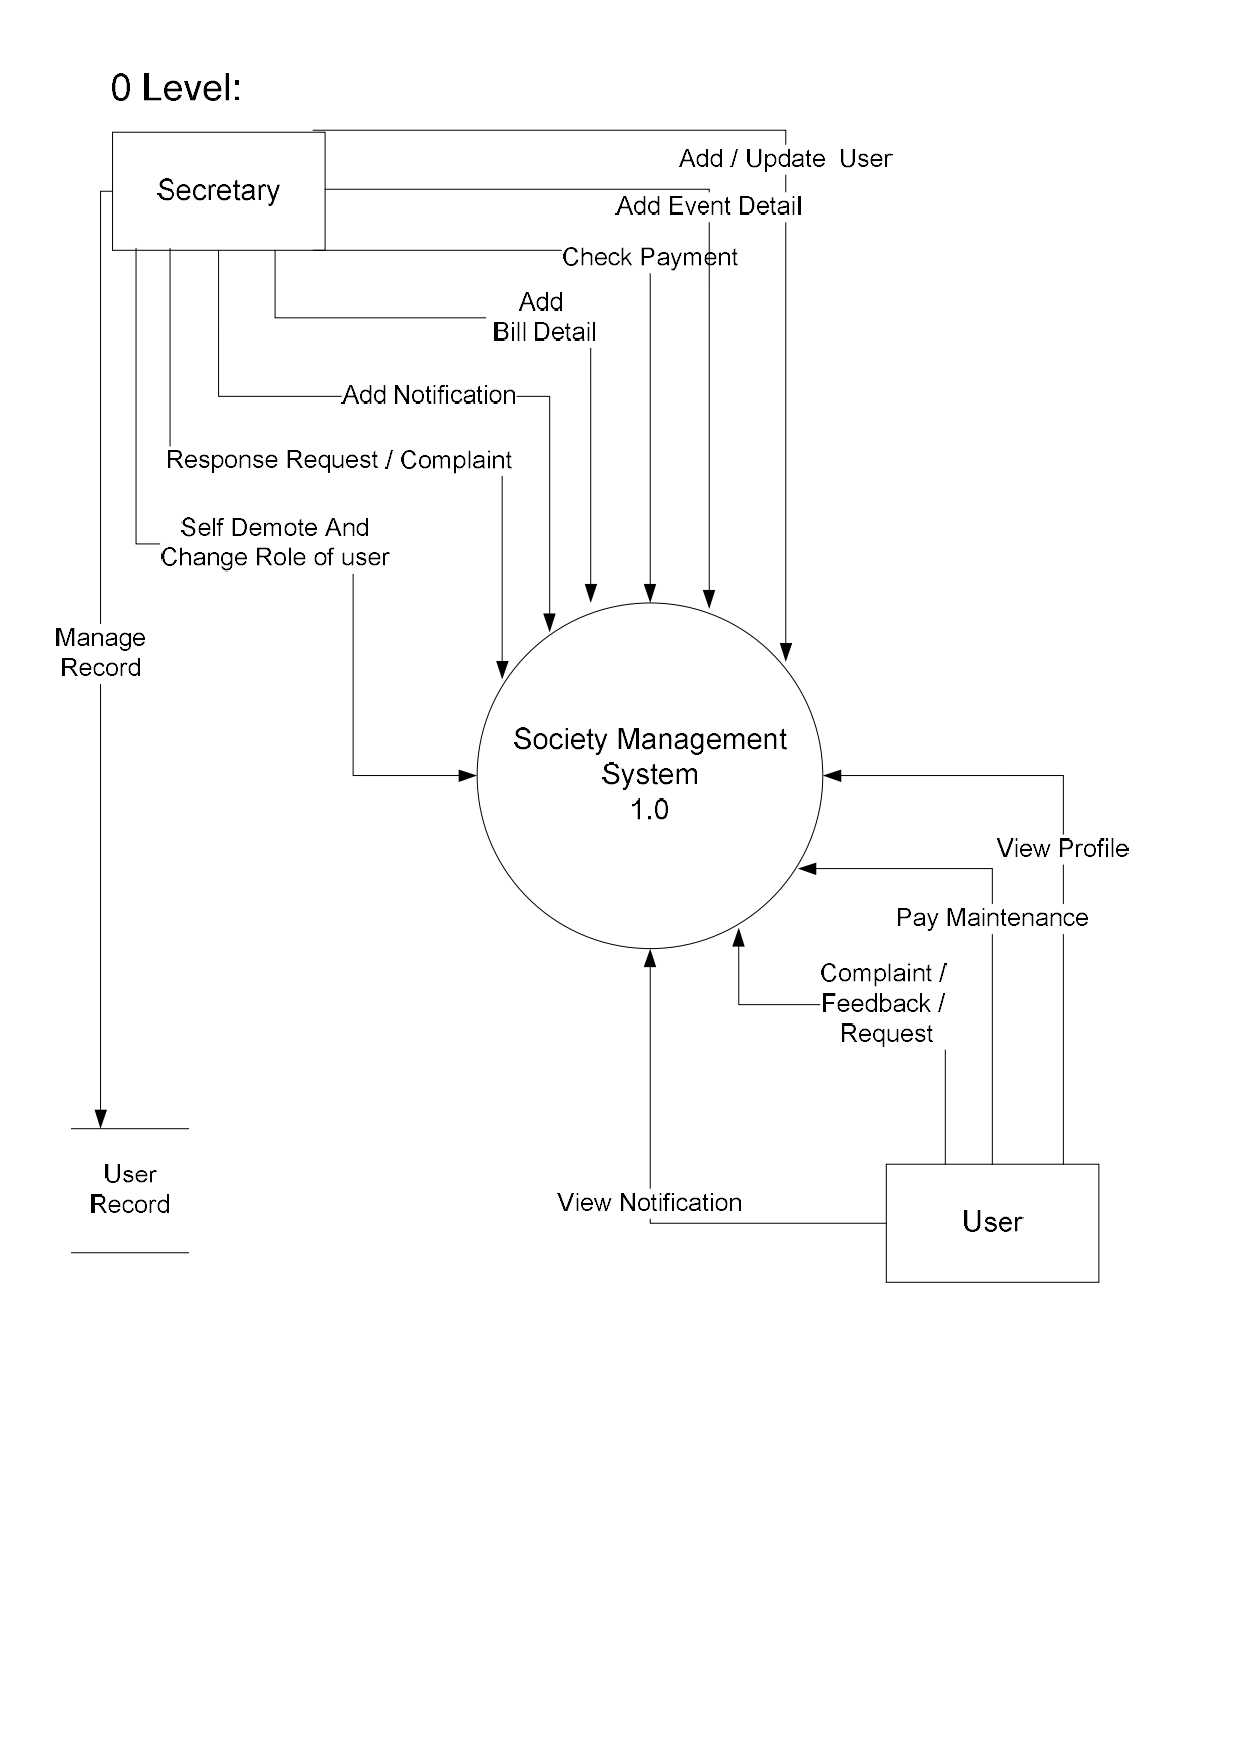 0 Level:
Secretary
Add / Update  User
Add Event Detail
Check Payment
Add
Bill Detail
Add Notification
Response Request / Complaint
Self Demote And
Change Role of user
Manage
Record
Society Management
System
1.0
View Profile
Pay Maintenance
Complaint /
Feedback /
Request
User
Record
View Notification
User